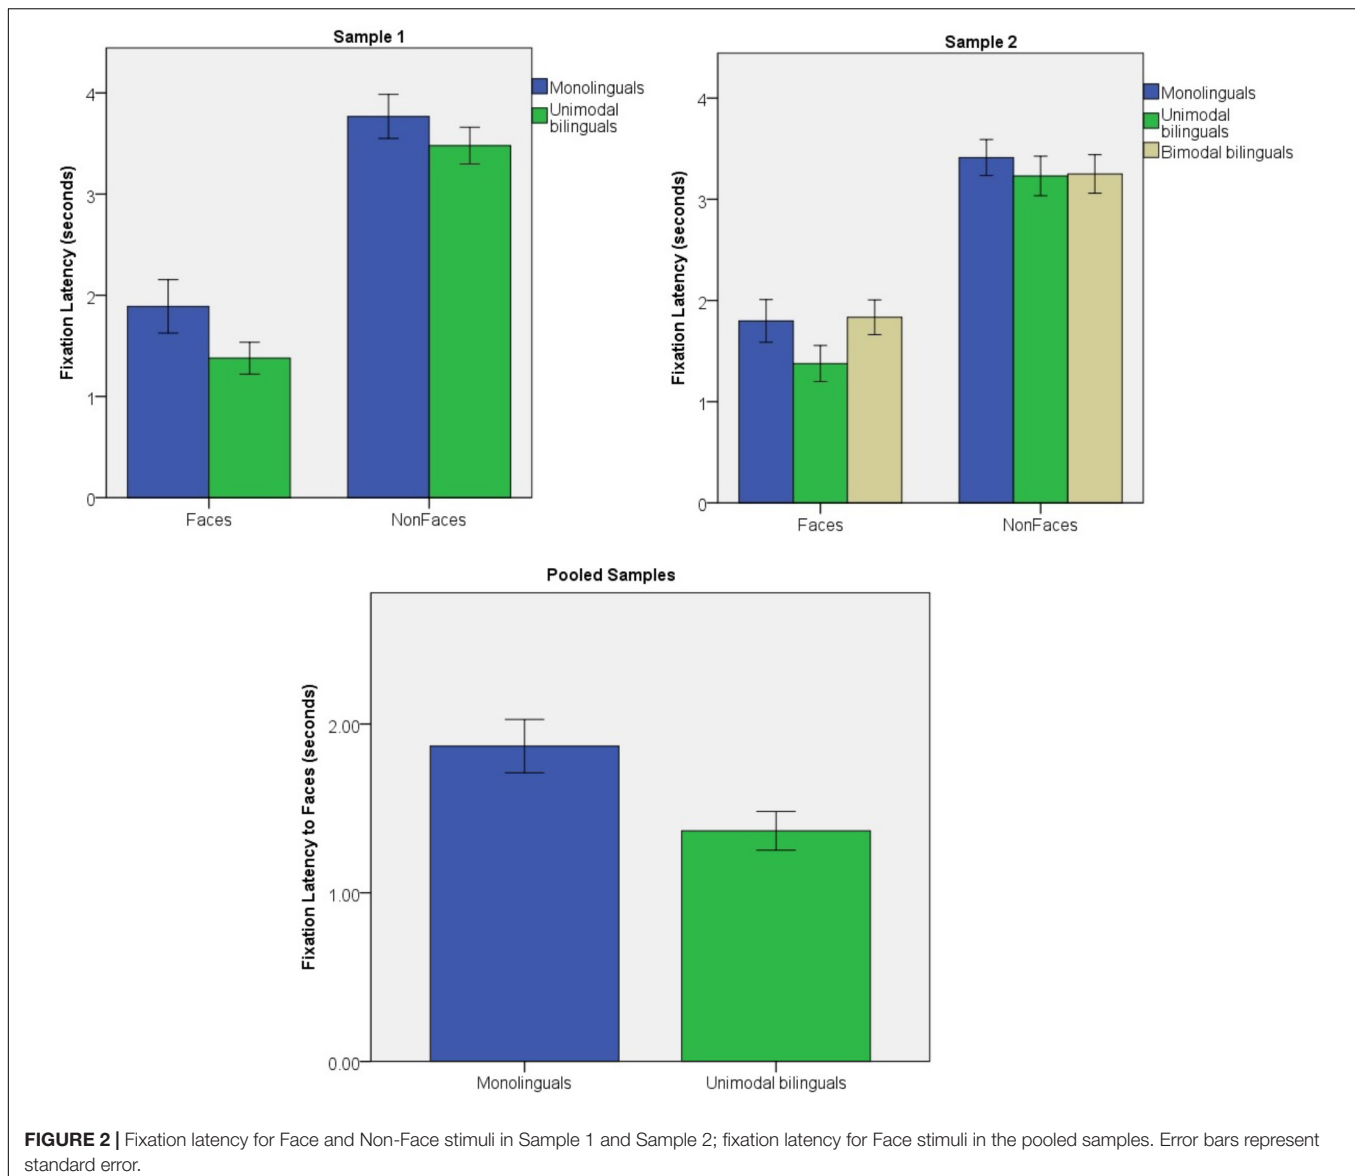 Sample 1
Fixation Latency (seconds)
4
3
2
1
0
Faces
NonFaces
Monolinguals
Unimodal
bilinguals
Sample 2
Fixation Latency (seconds)
4
3
2
1
0
Faces
NonFaces
Monolinguals
Unimodal
bilinguals
Bimodal bilinguals
Pooled Samples
Fixation Latency to Faces (seconds)
2.00
1.00
0.00
Monolinguals
Unimodal bilinguals
FIGURE 2 | Fixation latency for Face and Non-Face stimuli in Sample 1 and Sample 2; fixation latency for Face stimuli in the pooled samples. Error bars represent
standard error.